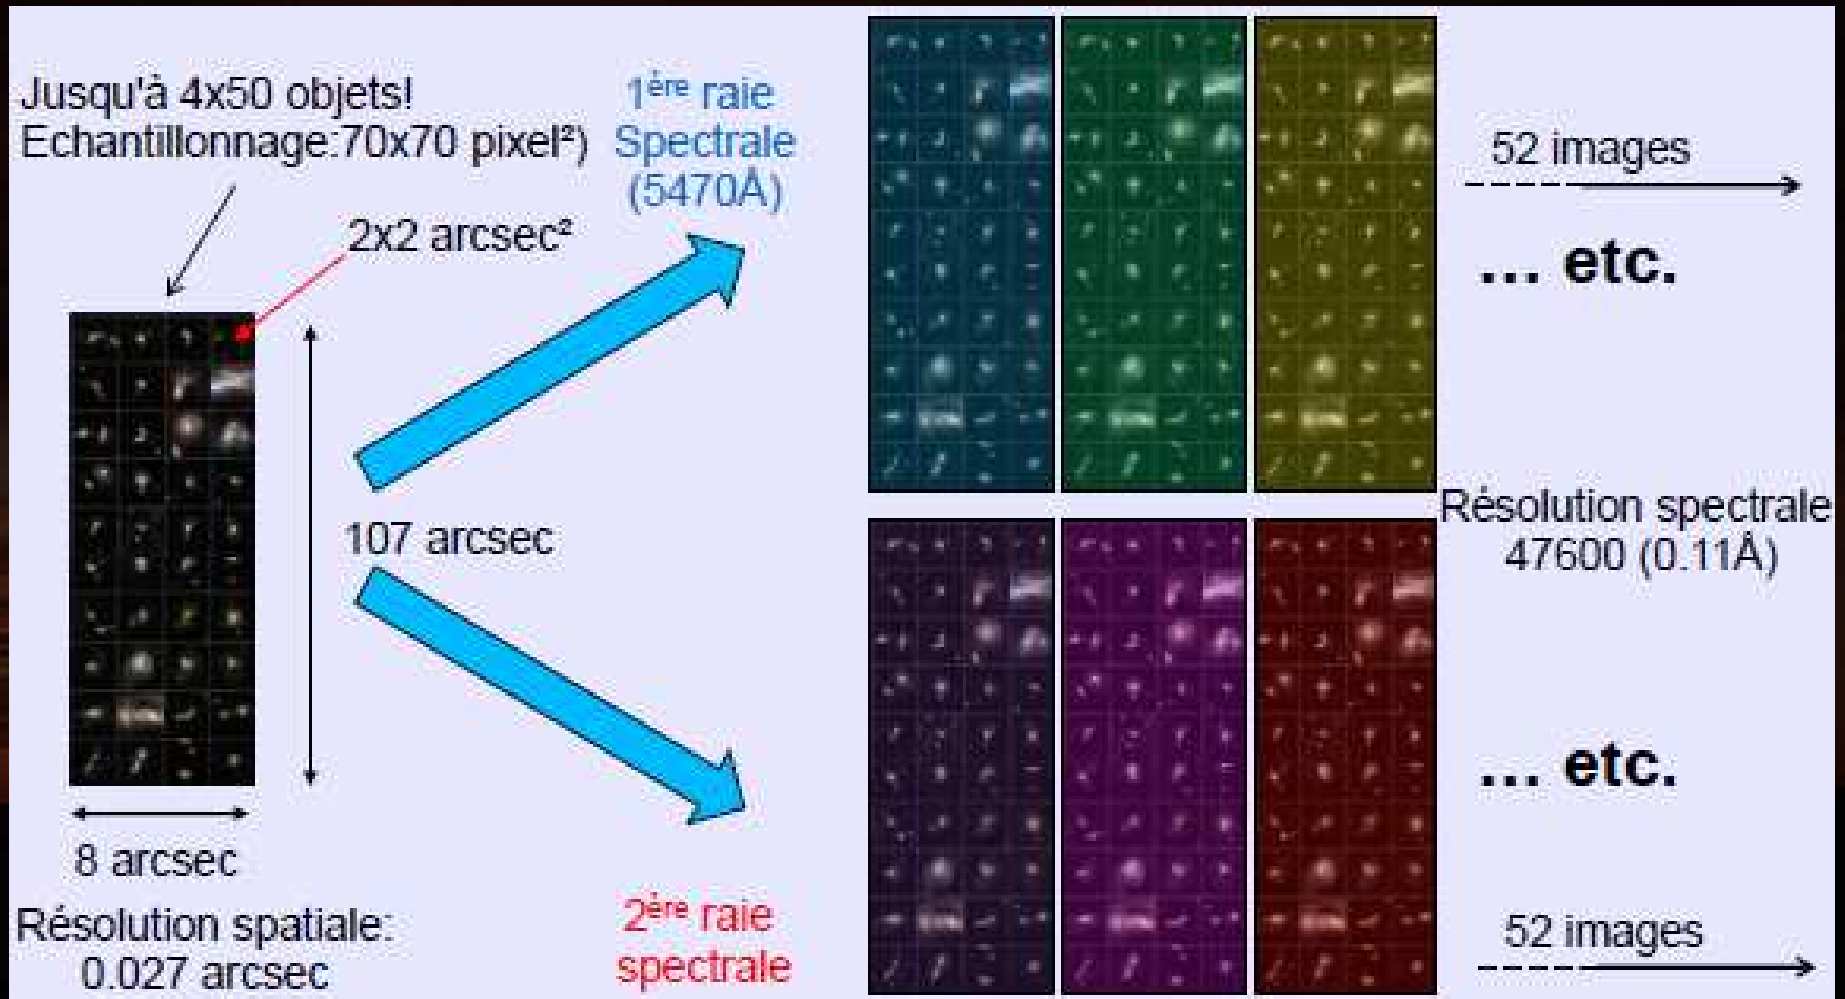 Jusqu'à 4x50 objets!
Echantillonnage:70x70 pixel²)
2x2 arcsec²
107 arcsec
8 arcsec
Résolution spatiale:
0.027 arcsec
1ère raie
Spectrale
(5470Å)
2ère raie
spectrale
52 images
... etc.
Résolution spectrale
47600 (0.11Å)
... etc.
52 images